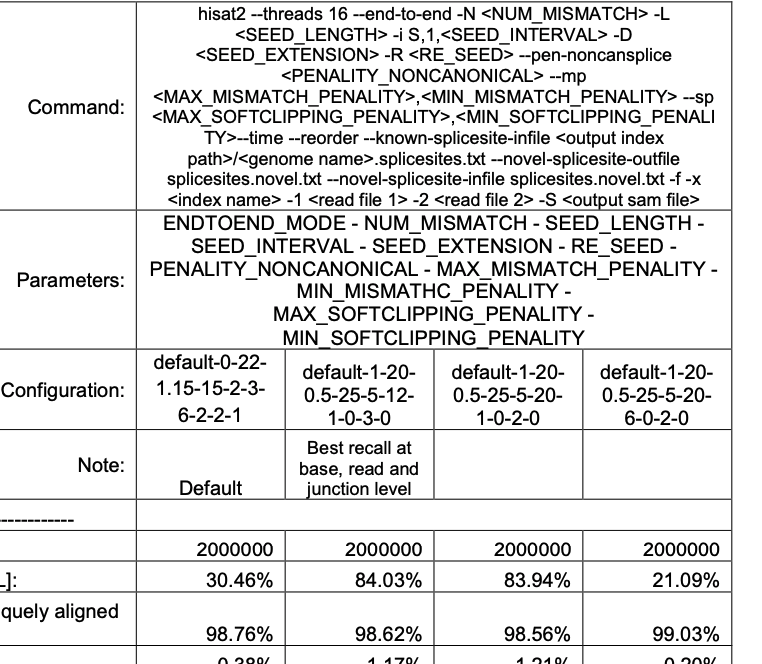 Command:
hisat2 --threads 16 --end-to-end -N <NUM_MISMATCH> -L
<SEED_LENGTH> -i S,1,<SEED_INTERVAL> -D
<SEED_EXTENSION> -R <RE_SEED> --pen-noncansplice
<PENALITY_NONCANONICAL> --mp
<MAX_MISMATCH_PENALITY>,<MIN_MISMATCH_PENALITY> --sp
<MAX_SOFTCLIPPING_PENALITY>,<MIN_SOFTCLIPPING_PENALI
TY>--time --reorder --known-splicesite-infile <output index
path>/<genome name>.splicesites.txt --novel-splicesite-outfile
splicesites.novel.txt --novel-splicesite-infile splicesites.novel.txt -f -x
<index name> -1 <read file 1> -2 <read file 2> -S <output sam file>
Parameters:
ENDTOEND_MODE - NUM_MISMATCH - SEED_LENGTH -
SEED_INTERVAL - SEED_EXTENSION - RE_SEED -
PENALITY_NONCANONICAL - MAX_MISMATCH_PENALITY -
MIN_MISMATHC_PENALITY -
MAX_SOFTCLIPPING_PENALITY -
MIN_SOFTCLIPPING_PENALITY
Configuration:
default-0-22-
1.15-15-2-3-
6-2-2-1
default-1-20-
0.5-25-5-12-
1-0-3-0
default-1-20-
0.5-25-5-20-
1-0-2-0
default-1-20-
0.5-25-5-20-
6-0-2-0
Note:
Default
Best recall at
base, read and
junction level
------------
2000000 2000000 2000000 2000000
L]: 30.46% 84.03% 83.94% 21.09%
quely aligned
98.76% 98.62% 98.56% 99.03%
0.38% 1.17% 1.21% 0.20%